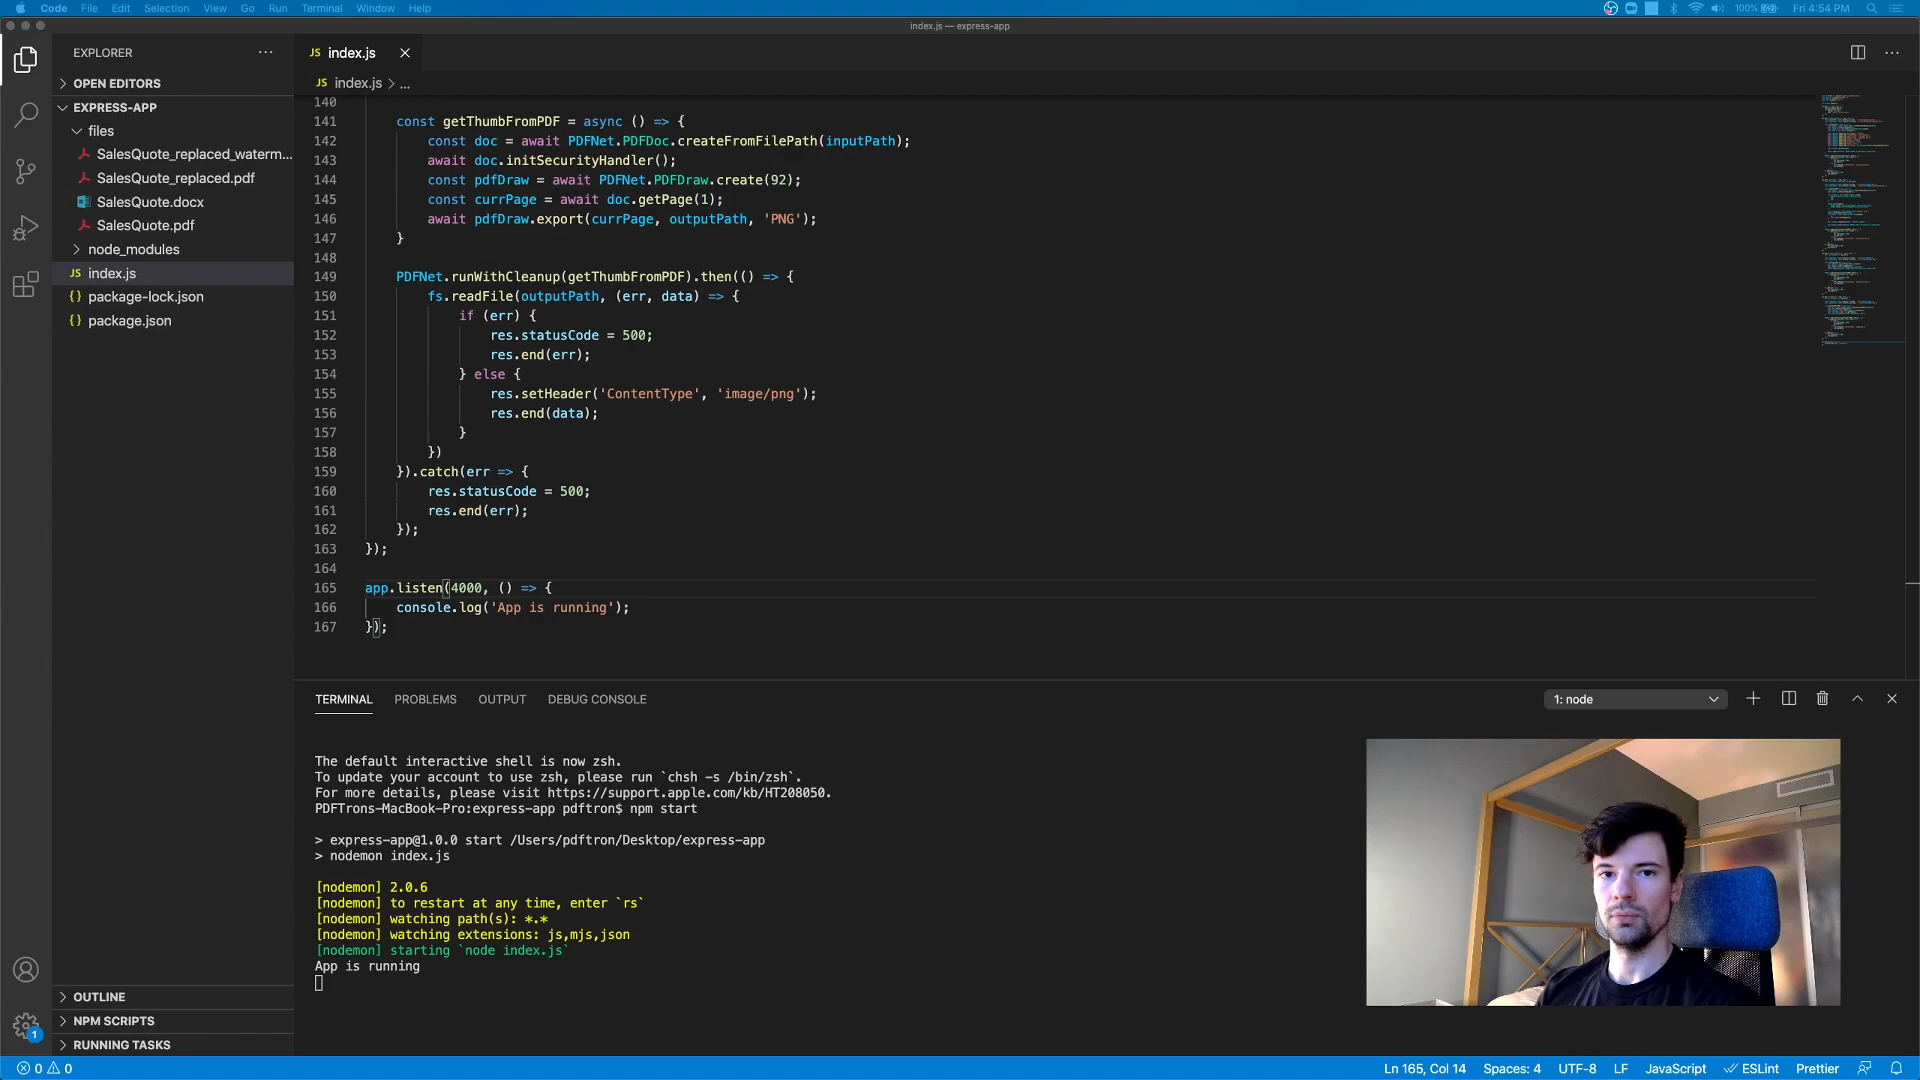 Code File Edit Selection View Go Run Terminal Window Help 100% Fri 4:54 PM
index.js — express-app
EXPLORER
OPEN EDITORS
EXPRESS-APP
files
SalesQuote_replaced_waterm...
SalesQuote_replaced.pdf
SalesQuote.docx
SalesQuote.pdf
node_modules
JS index.js
{} package-lock.json
{} package.json
OUTLINE
NPM SCRIPTS
RUNNING TASKS
JS index.js
JS index.js > ...
140
141 const getThumbFromPDF = async () => {
142 const doc = await PDFNet.PDFDoc.createFromFilePath(inputPath);
143 await doc.initSecurityHandler();
144 const pdfDraw = await PDFNet.PDFDraw.create(92);
145 const currPage = await doc.getPage(1);
146 await pdfDraw.export(currPage, outputPath, 'PNG');
147 }
148
149 PDFNet.runWithCleanup(getThumbFromPDF).then(() => {
150 fs.readFile(outputPath, (err, data) => {
151 if (err) {
152 res.statusCode = 500;
153 res.end(err);
154 } else {
155 res.setHeader('ContentType', 'image/png');
156 res.end(data);
157 }
158 })
159 }).catch(err => {
160 res.statusCode = 500;
161 res.end(err);
162 });
163 });
164
165 app.listen(4000, () => {
166 console.log('App is running');
167 });
TERMINAL PROBLEMS OUTPUT DEBUG CONSOLE 1: node
The default interactive shell is now zsh.
To update your account to use zsh, please run `chsh -s /bin/zsh`.
For more details, please visit https://support.apple.com/kb/HT208050.
PDFTrons-MacBook-Pro:express-app pdftron$ npm start
> express-app@1.0.0 start /Users/pdftron/Desktop/express-app
> nodemon index.js
[nodemon] 2.0.6
[nodemon] to restart at any time, enter `rs`
[nodemon] watching path(s): *.*
[nodemon] watching extensions: js,mjs,json
[nodemon] starting `node index.js`
App is running
1
0 0 Ln 165, Col 14 Spaces: 4 UTF-8 LF JavaScript ESLint Prettier